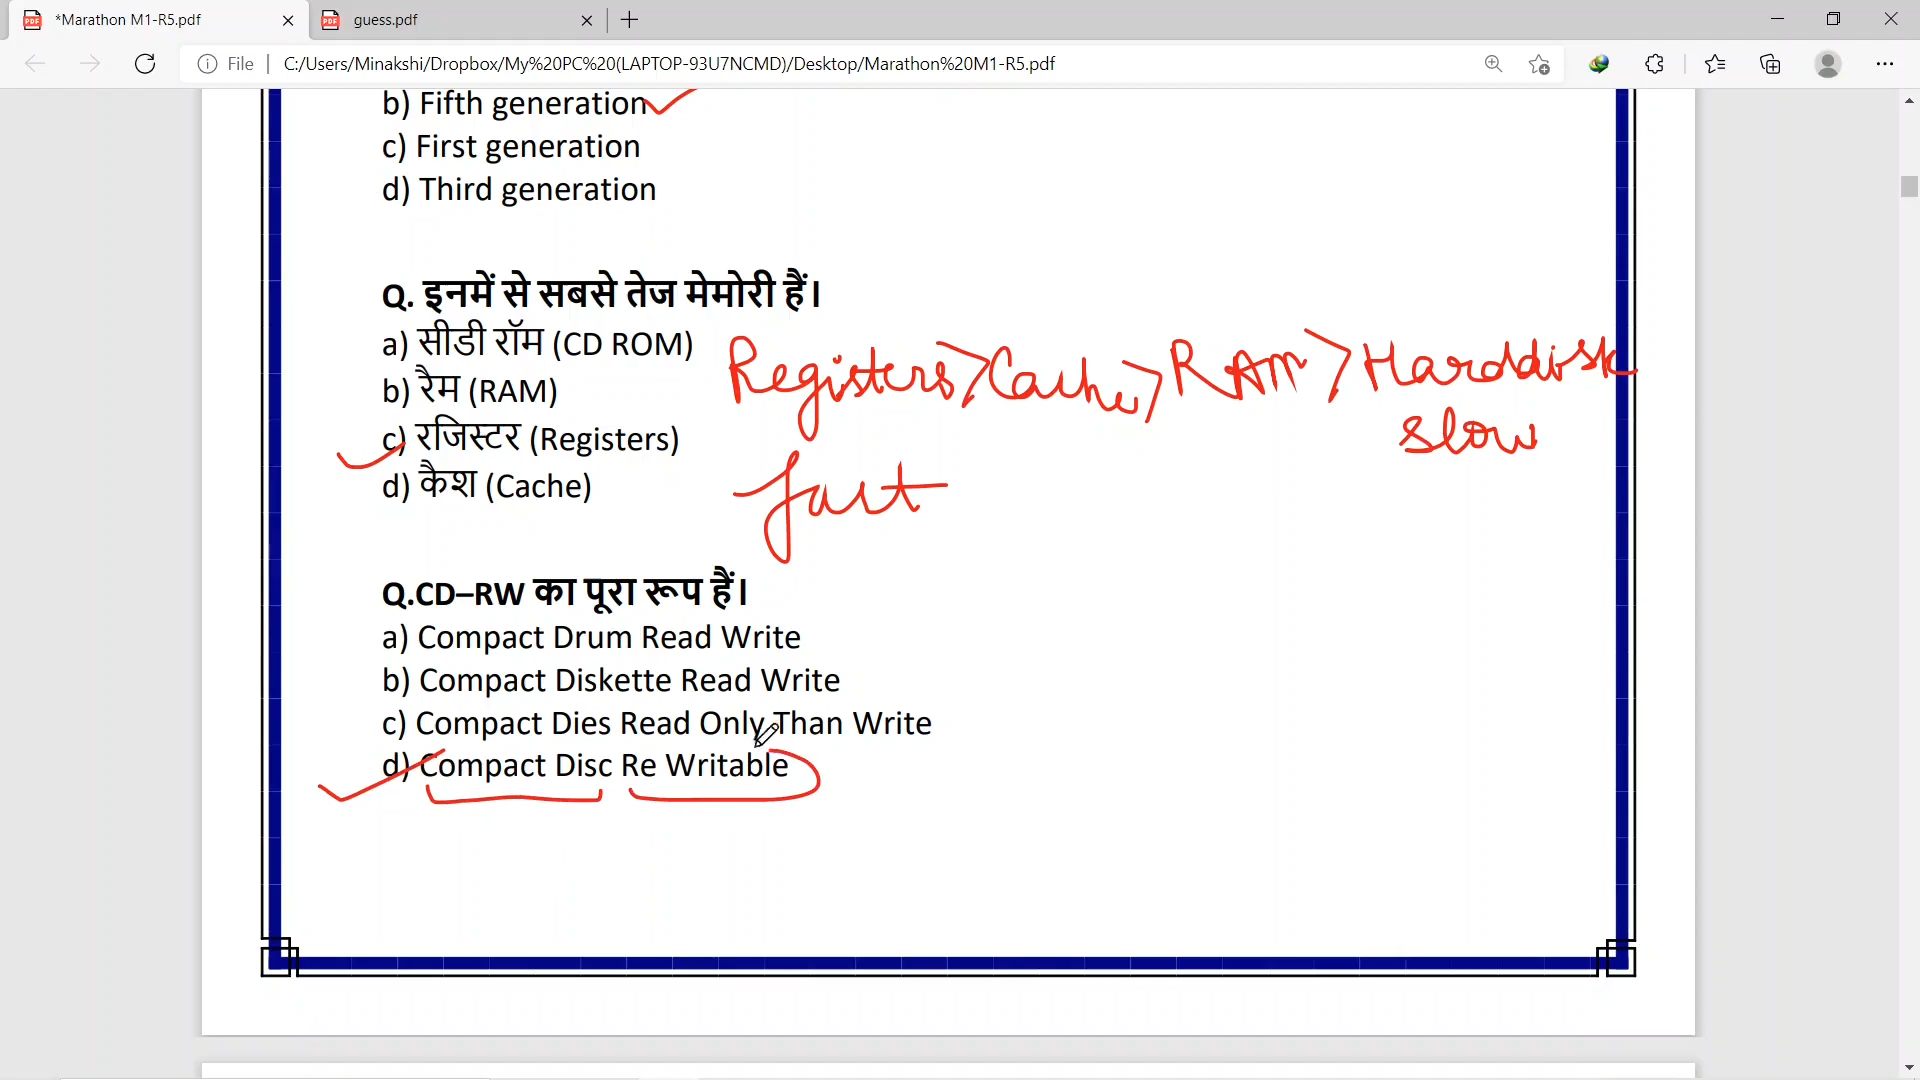 *Marathon M1-R5.pdf
guess.pdf
File
C:/Users/Minakshi/Dropbox/My%20PC%20(LAPTOP-93U7NCMD)/Desktop/Marathon%20M1-R5.pdf
b) Fifth generation
c) First generation
d) Third generation
Q. इनमें से सबसे तेज मेमोरी हैं।
a) सीडी रॉम (CD ROM)
b) रैम (RAM)
c) रजिस्टर (Registers)
d) कैश (Cache)
Registers > Cache > RAM > Harddisk
slow
fast
Q.CD–RW का पूरा रूप हैं।
a) Compact Drum Read Write
b) Compact Diskette Read Write
c) Compact Dies Read Only Than Write
d) Compact Disc Re Writable